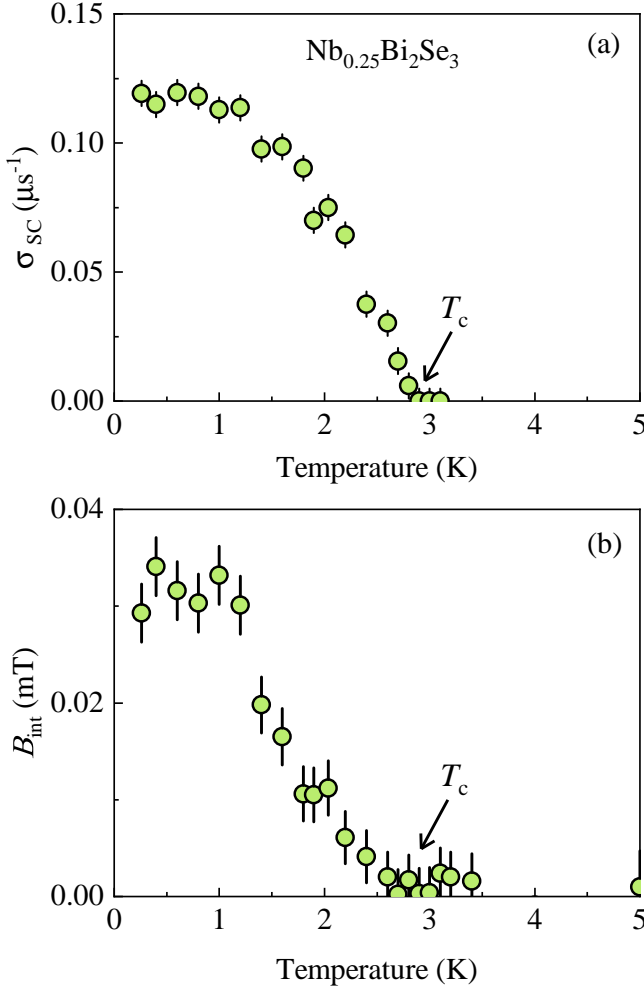 0.15
Nb0.25Bi2Se3
(a)
0.10
σSC (μs-1)
0.05
Tc
0.00
0 1 2 3 4 5
Temperature (K)
0.04
(b)
Bint (mT)
0.02
Tc
0.00
0 1 2 3 4 5
Temperature (K)